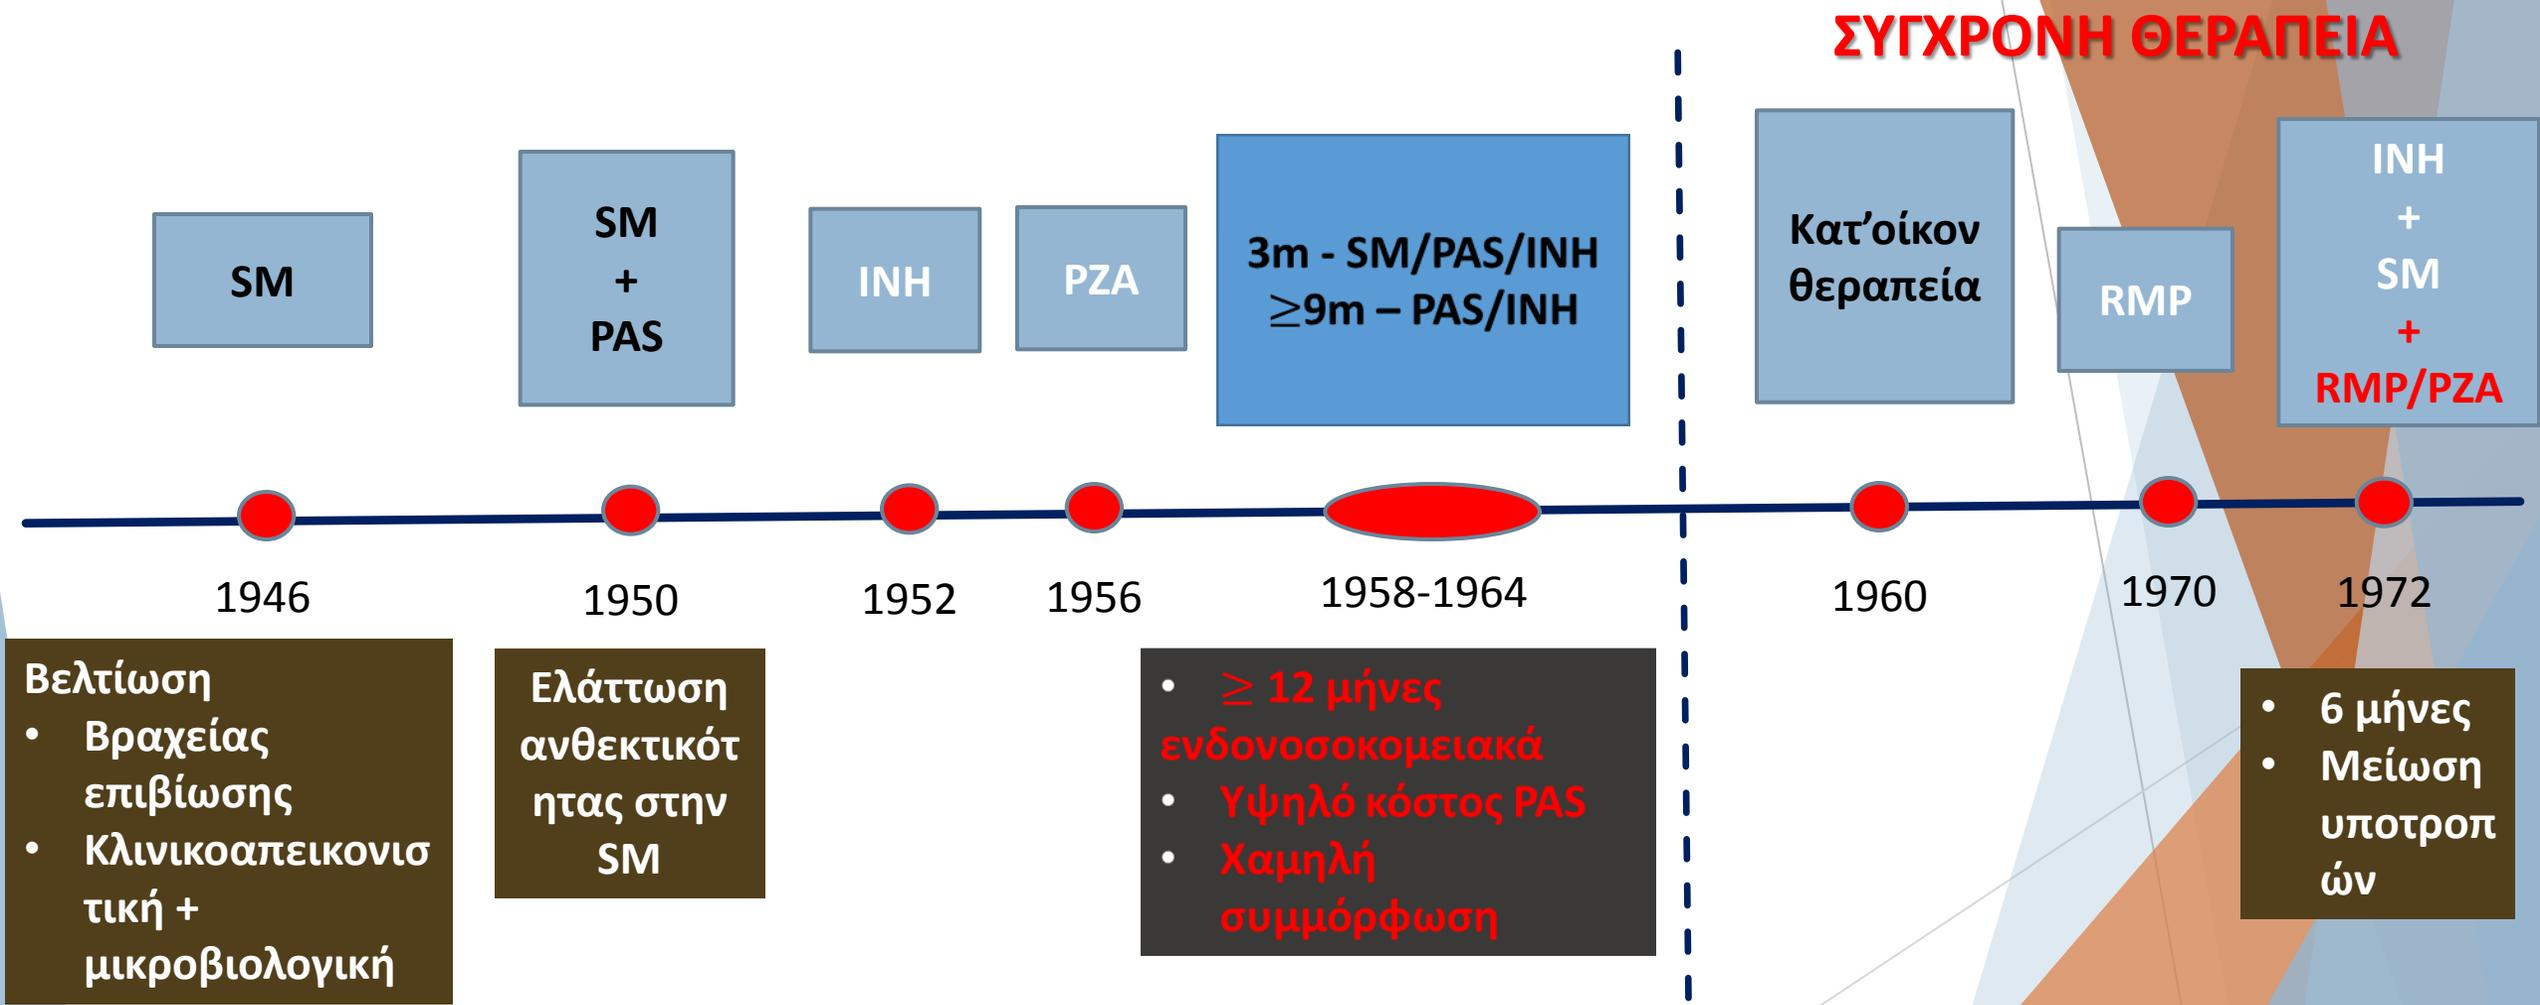 ΣΥΓΧΡΟΝΗ ΘΕΡΑΠΕΙΑ
SM
SM
+
PAS
INH
PZA
3m - SM/PAS/INH
≥9m – PAS/INH
Κατ’οίκον
θεραπεία
RMP
INH
+
SM
+
RMP/PZA
1946
1950
1952
1956
1958-1964
1960
1970
1972
Βελτίωση
• Βραχείας
επιβίωσης
• Κλινικοαπεικονισ
τική +
μικροβιολογική
Ελάττωση
ανθεκτικότ
ητας στην
SM
• ≥ 12 μήνες
ενδονοσοκομειακά
• Υψηλό κόστος PAS
• Χαμηλή
συμμόρφωση
• 6 μήνες
• Μείωση
υποτροπ
ών